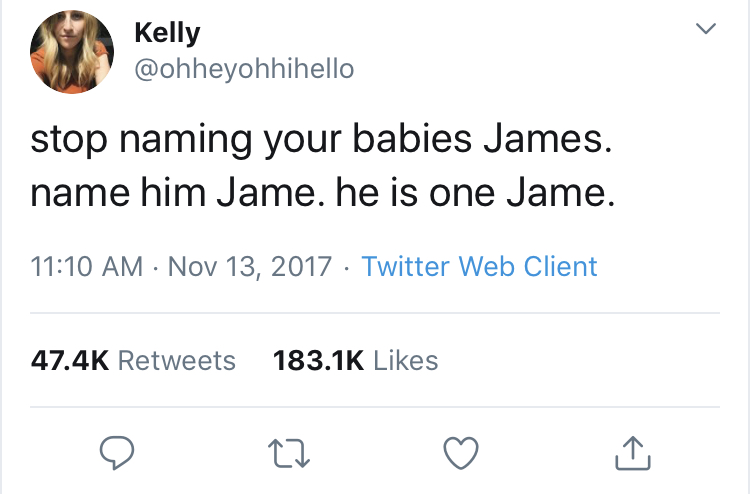 Kelly
@ohheyohhihello
stop naming your babies James.
name him Jame. he is one Jame.
11:10 AM · Nov 13, 2017 · Twitter Web Client
47.4K Retweets 183.1K Likes